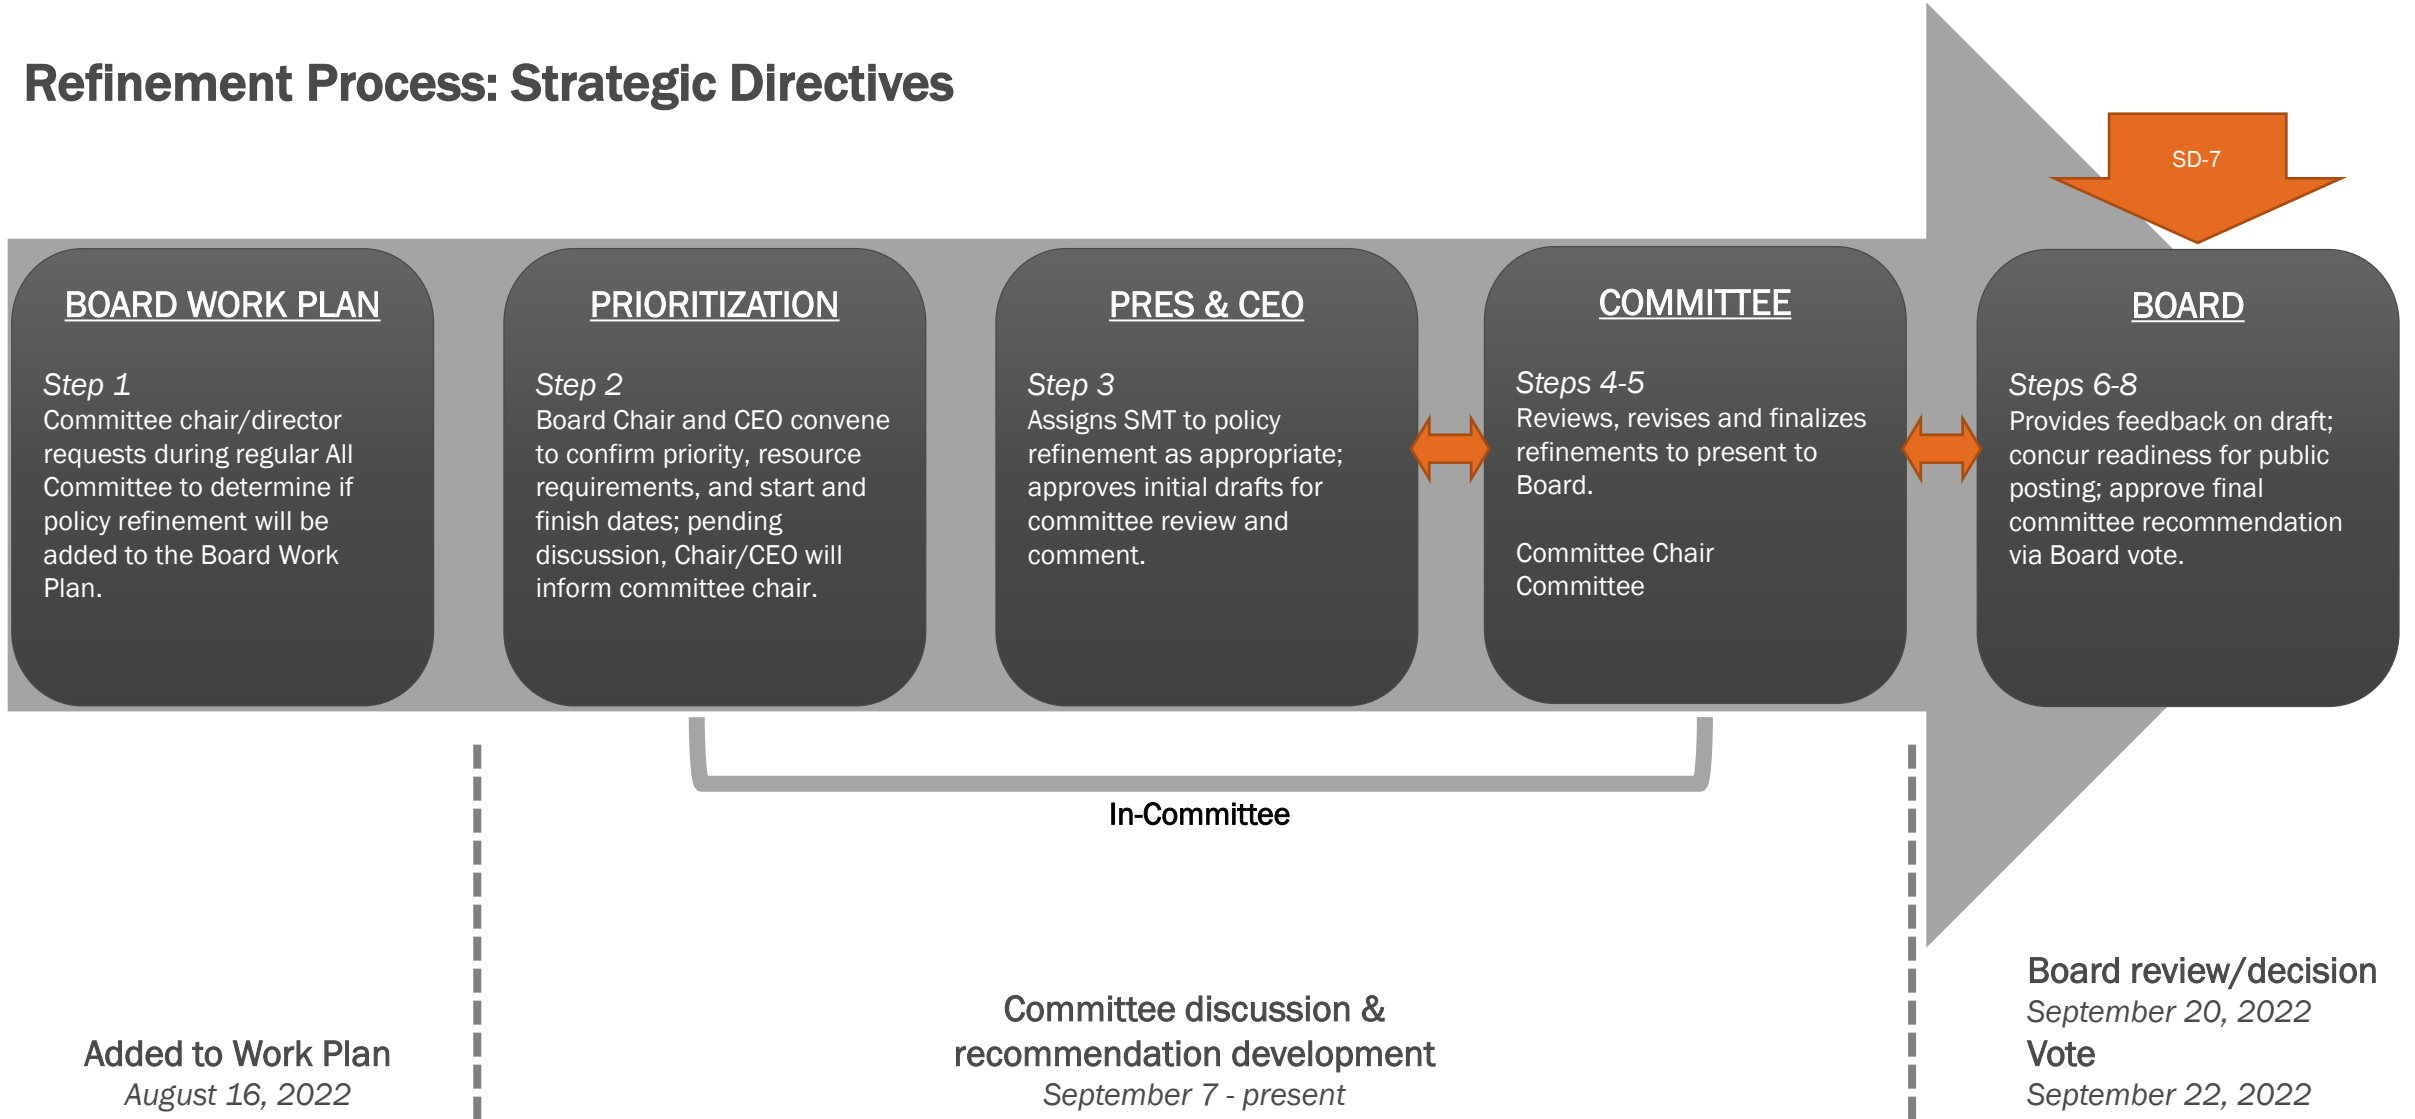 Refinement Process: Strategic Directives
SD-7
BOARD WORK PLAN
Step 1
Committee chair/director
requests during regular All
Committee to determine if
policy refinement will be
added to the Board Work
Plan.
PRIORITIZATION
Step 2
Board Chair and CEO convene
to confirm priority, resource
requirements, and start and
finish dates; pending
discussion, Chair/CEO will
inform committee chair.
PRES & CEO
Step 3
Assigns SMT to policy
refinement as appropriate;
approves initial drafts for
committee review and
comment.
COMMITTEE
Steps 4-5
Reviews, revises and finalizes
refinements to present to
Board.
Committee Chair
Committee
BOARD
Steps 6-8
Provides feedback on draft;
concur readiness for public
posting; approve final
committee recommendation
via Board vote.
In-Committee
Added to Work Plan
August 16, 2022
Committee discussion &
recommendation development
September 7 - present
Board review/decision
September 20, 2022
Vote
September 22, 2022